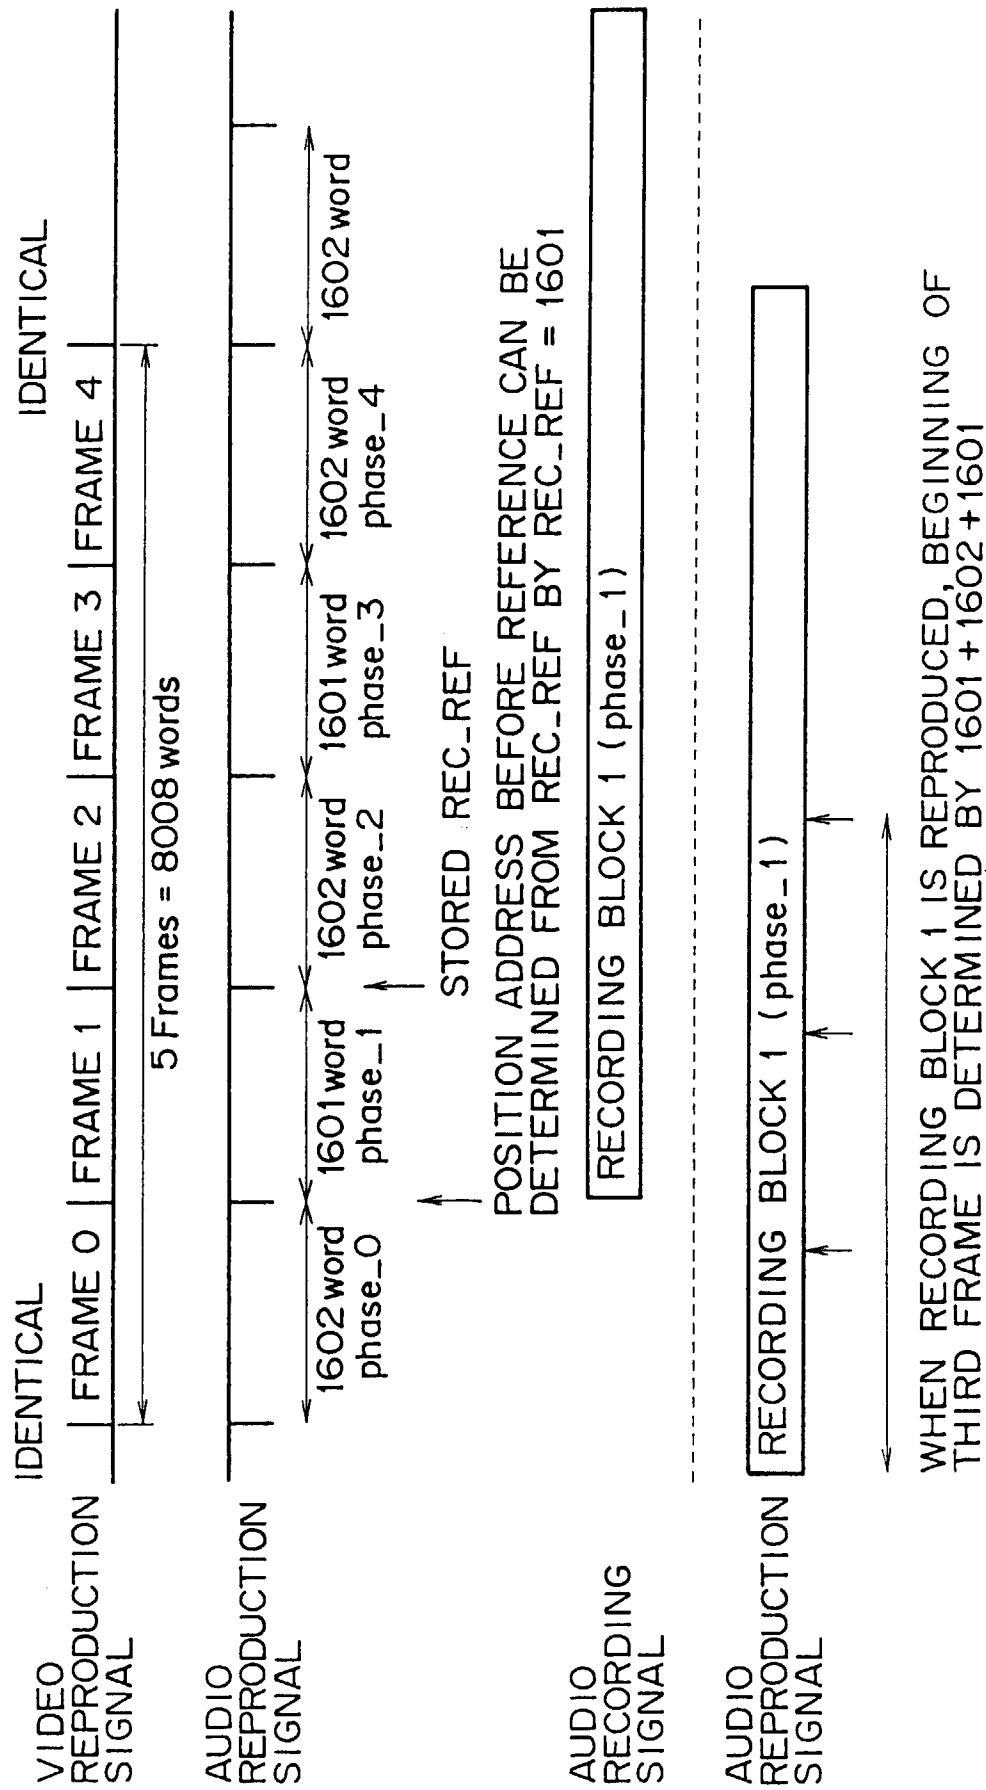 IDENTICAL
IDENTICAL
VIDEO
REPRODUCTION
SIGNAL
FRAME 0 FRAME 1 FRAME 2 FRAME 3 FRAME 4
5 Frames = 8008 words
AUDIO
REPRODUCTION
SIGNAL
1602 word
phase_0
1601 word
phase_1
1602 word
phase_2
1601 word
phase_3
1602 word
phase_4
1602 word
STORED REC_REF
POSITION ADDRESS BEFORE REFERENCE CAN BE
DETERMINED FROM REC_REF BY REC_REF = 1601
AUDIO
RECORDING
SIGNAL
RECORDING BLOCK 1 (phase_1)
AUDIO
REPRODUCTION
SIGNAL
RECORDING BLOCK 1 (phase_1)
WHEN RECORDING BLOCK 1 IS REPRODUCED, BEGINNING OF
THIRD FRAME IS DETERMINED BY 1601 + 1602 + 1601